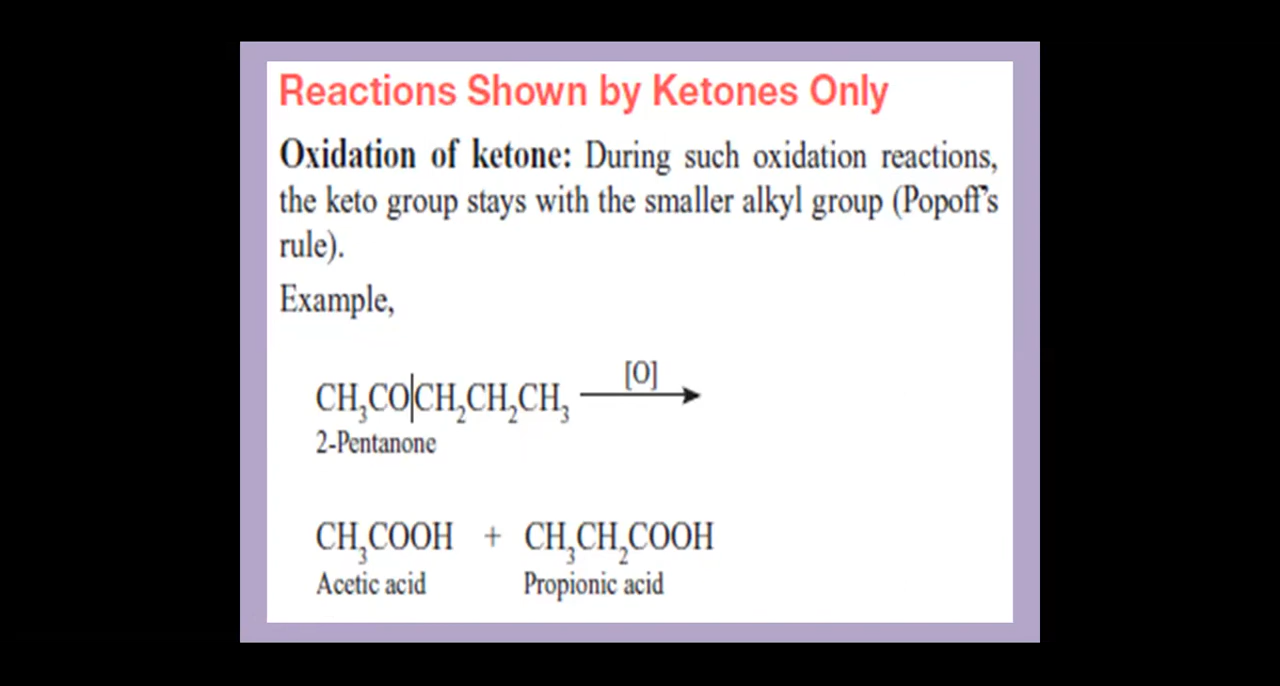 Reactions Shown by Ketones Only
Oxidation of ketone: During such oxidation reactions,
the keto group stays with the smaller alkyl group (Popoff's
rule).
Example,
[O]
CH₃CO|CH₂CH₂CH₃
2-Pentanone
CH₃COOH + CH₃CH₂COOH
Acetic acid Propionic acid